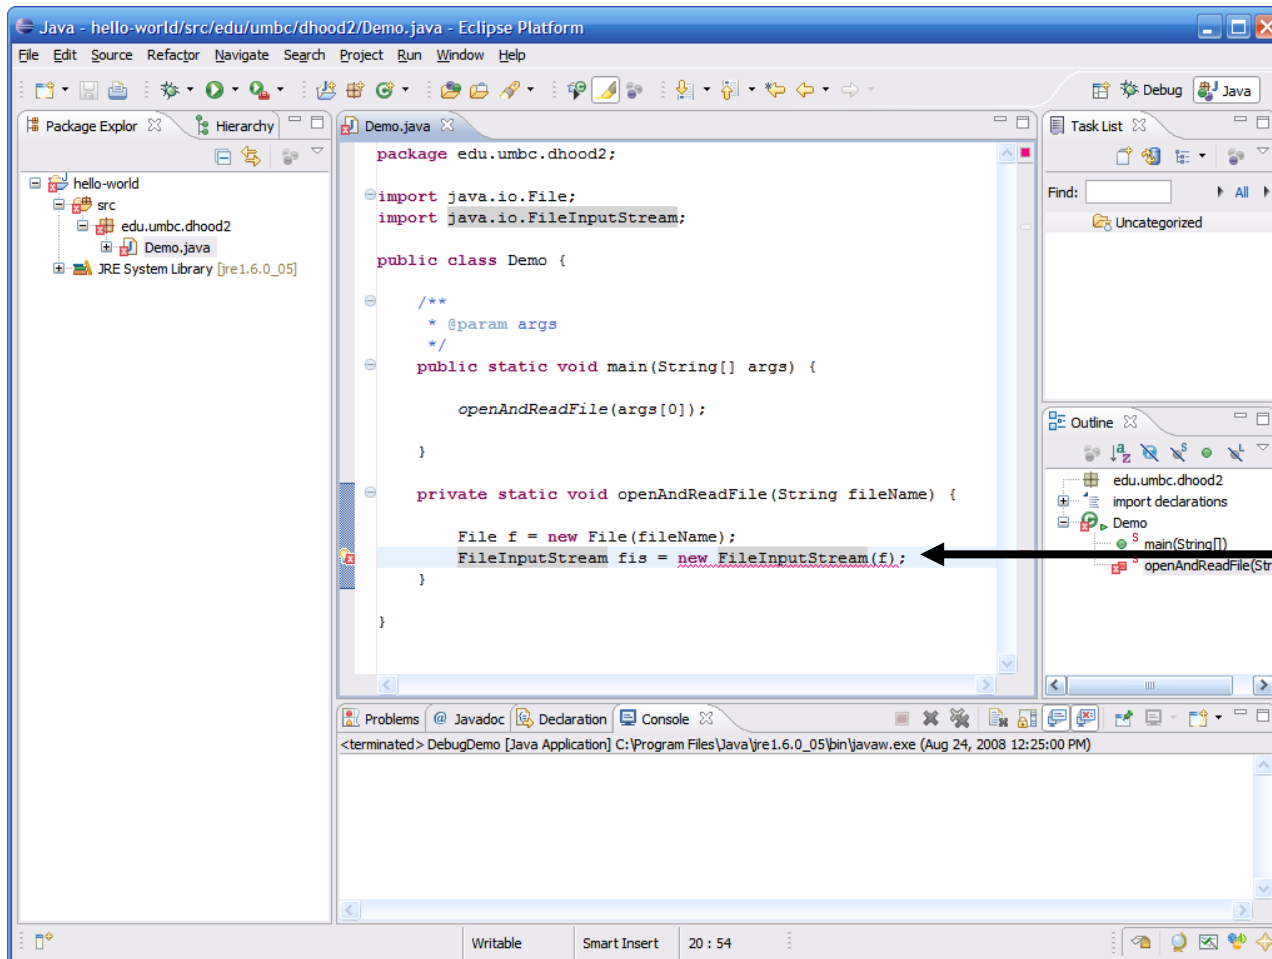 Java - hello-world/src/edu/umbc/dhood2/Demo.java - Eclipse Platform
File Edit Source Refactor Navigate Search Project Run Window Help
Debug Java
Package Explor Hierarchy
hello-world
src
edu.umbc.dhood2
Demo.java
JRE System Library [jre1.6.0_05]
Demo.java
package edu.umbc.dhood2;
import java.io.File;
import java.io.FileInputStream;
public class Demo {
/**
* @param args
*/
public static void main(String[] args) {
openAndReadFile(args[0]);
}
private static void openAndReadFile(String fileName) {
File f = new File(fileName);
FileInputStream fis = new FileInputStream(f);
}
}
Task List
Find: All
Uncategorized
Outline
edu.umbc.dhood2
import declarations
Demo
main(String[])
openAndReadFile(Str
Problems @ Javadoc Declaration Console
<terminated> DebugDemo [Java Application] C:\Program Files\Java\jre1.6.0_05\bin\javaw.exe (Aug 24, 2008 12:25:00 PM)
Writable Smart Insert 20 : 54